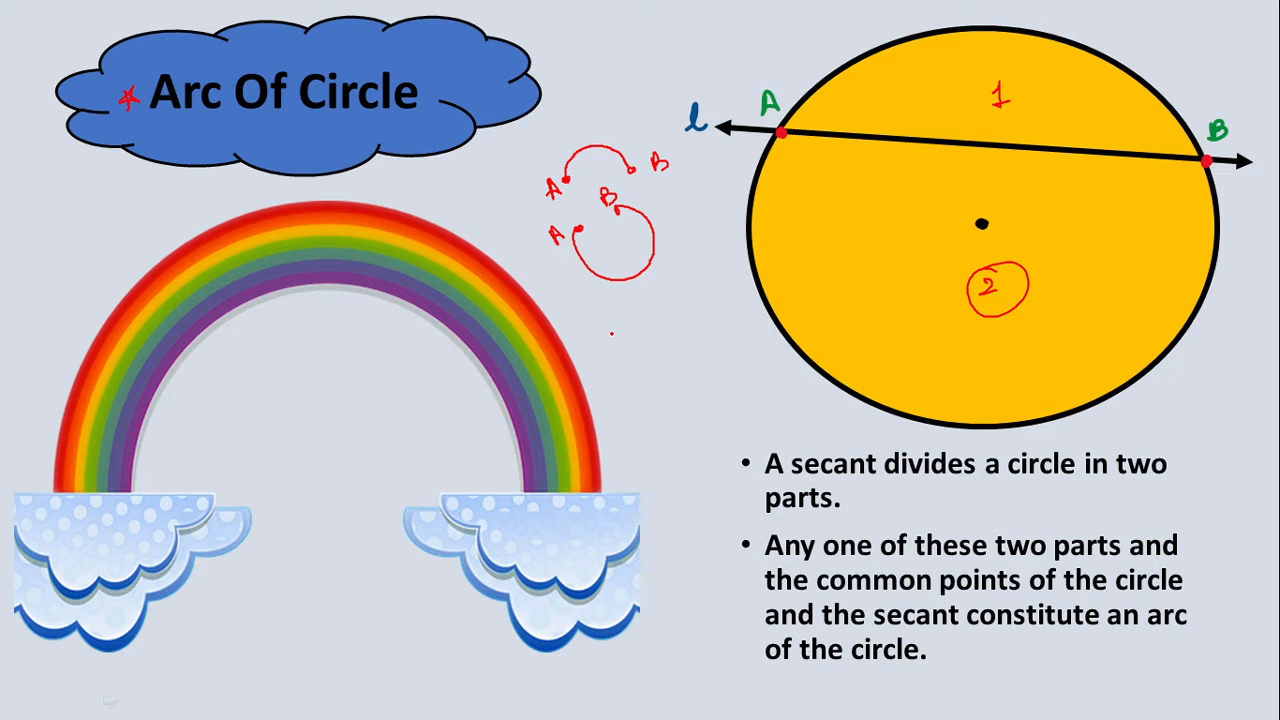 * Arc Of Circle
A
B
B
A
l
A
B
1
2
• A secant divides a circle in two
parts.
• Any one of these two parts and
the common points of the circle
and the secant constitute an arc
of the circle.